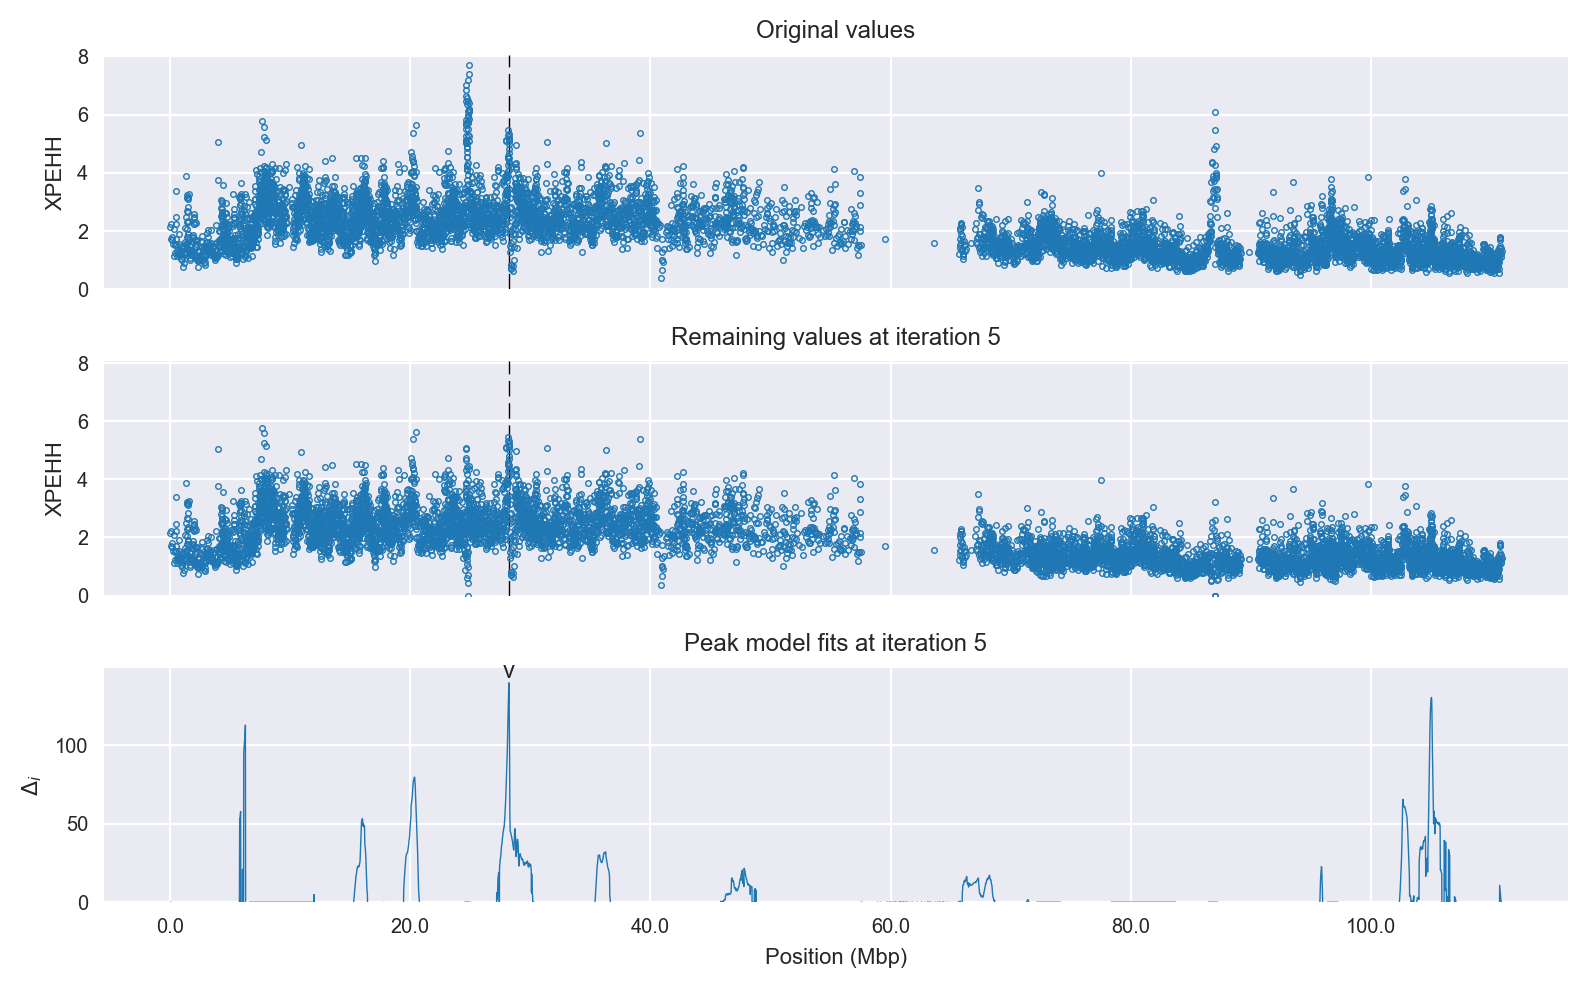 Original values
8
6
4
2
0
XPEHH
Remaining values at iteration 5
8
6
4
2
0
XPEHH
Peak model fits at iteration 5
v
100
50
0
Δi
0.0 20.0 40.0 60.0 80.0 100.0
Position (Mbp)